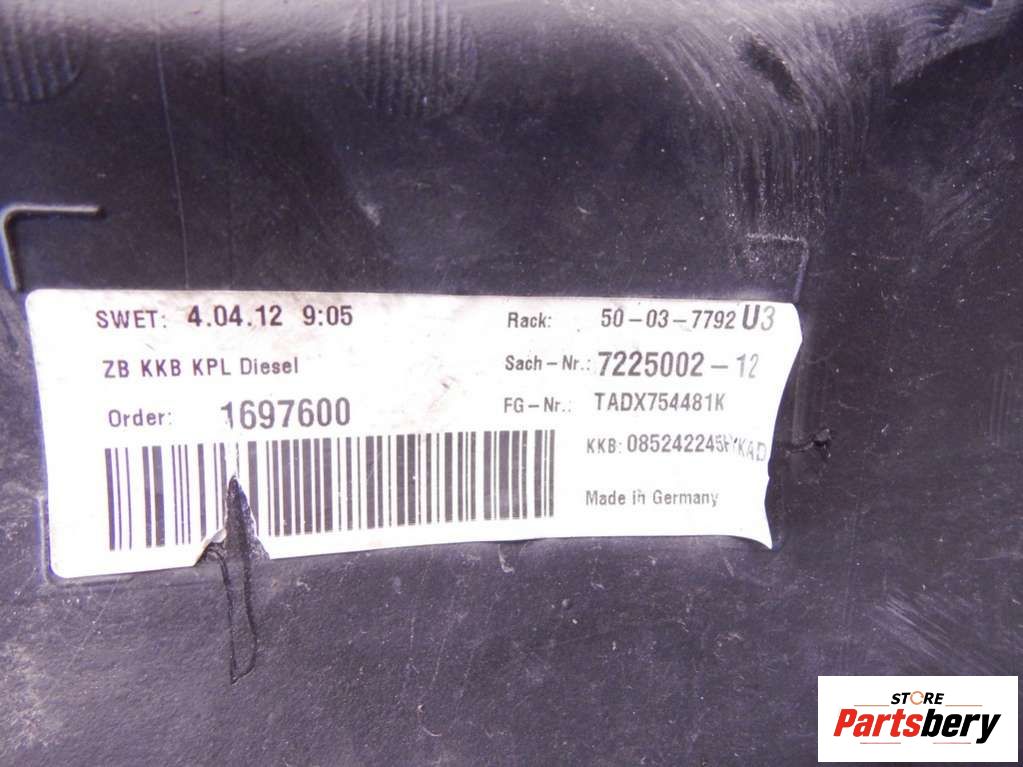 SWET: 4.04.12 9:05
Rack: 50-03-7792 U3
ZB KKB KPL Diesel
Sach-Nr.: 7225002-12
Order: 1697600
FG-Nr.: TADX754481K
KKB:
Made in Germany
STORE
Partsbery